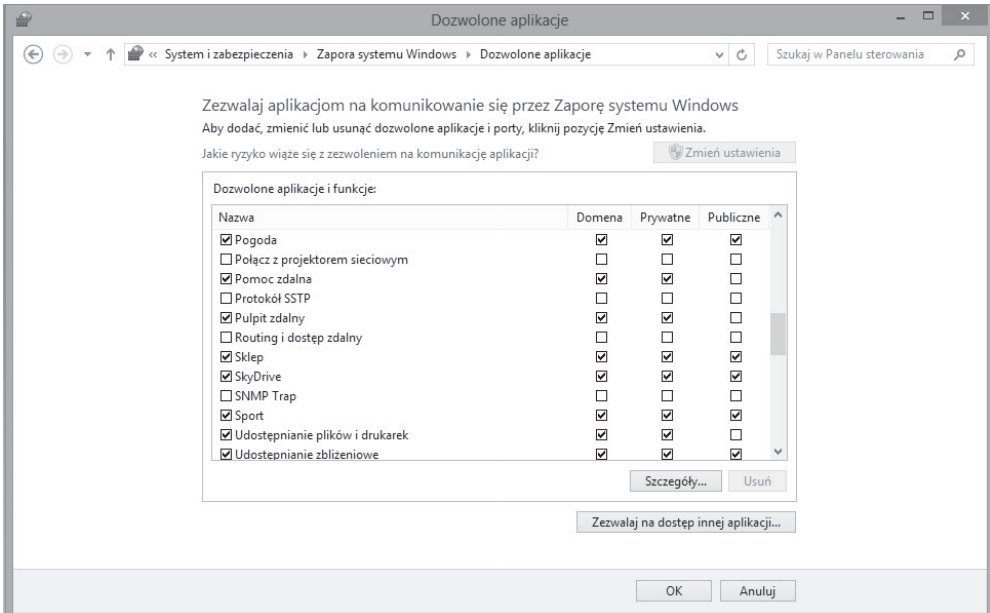 Dozwolone aplikacje
« System i zabezpieczenia Zapora systemu Windows Dozwolone aplikacje Szukaj w Panelu sterowania
Zezwalaj aplikacjom na komunikowanie się przez Zaporę systemu Windows
Aby dodać, zmienić lub usunąć dozwolone aplikacje i porty, kliknij pozycję Zmień ustawienia.
Jakie ryzyko wiąże się z zezwoleniem na komunikację aplikacji? Zmień ustawienia
Dozwolone aplikacje i funkcje:
Nazwa Domena Prywatne Publiczne
Pogoda
Połącz z projektorem sieciowym
Pomoc zdalna
Protokół SSTP
Pulpit zdalny
Routing i dostęp zdalny
Sklep
SkyDrive
SNMP Trap
Sport
Udostępnianie plików i drukarek
Udostępnianie zbliżeniowe
Szczegóły... Usuń
Zezwalaj na dostęp innej aplikacji...
OK Anuluj